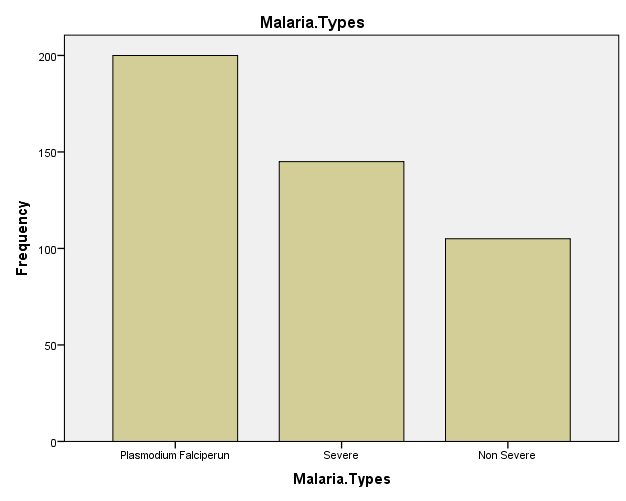 Malaria.Types
200
150
100
50
0
Frequency
Plasmodium Falciperun Severe Non Severe
Malaria.Types